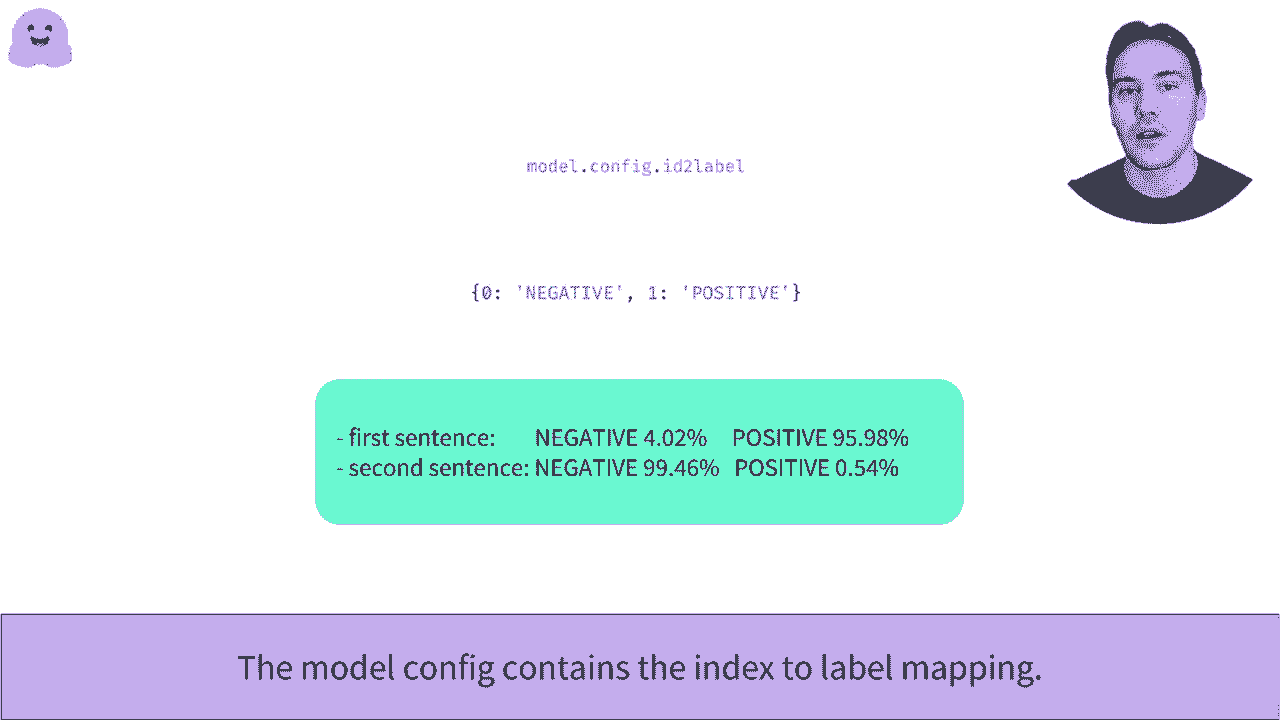 model.config.id2label
{0: 'NEGATIVE', 1: 'POSITIVE'}
- first sentence: NEGATIVE 4.02% POSITIVE 95.98%
- second sentence: NEGATIVE 99.46% POSITIVE 0.54%
The model config contains the index to label mapping.